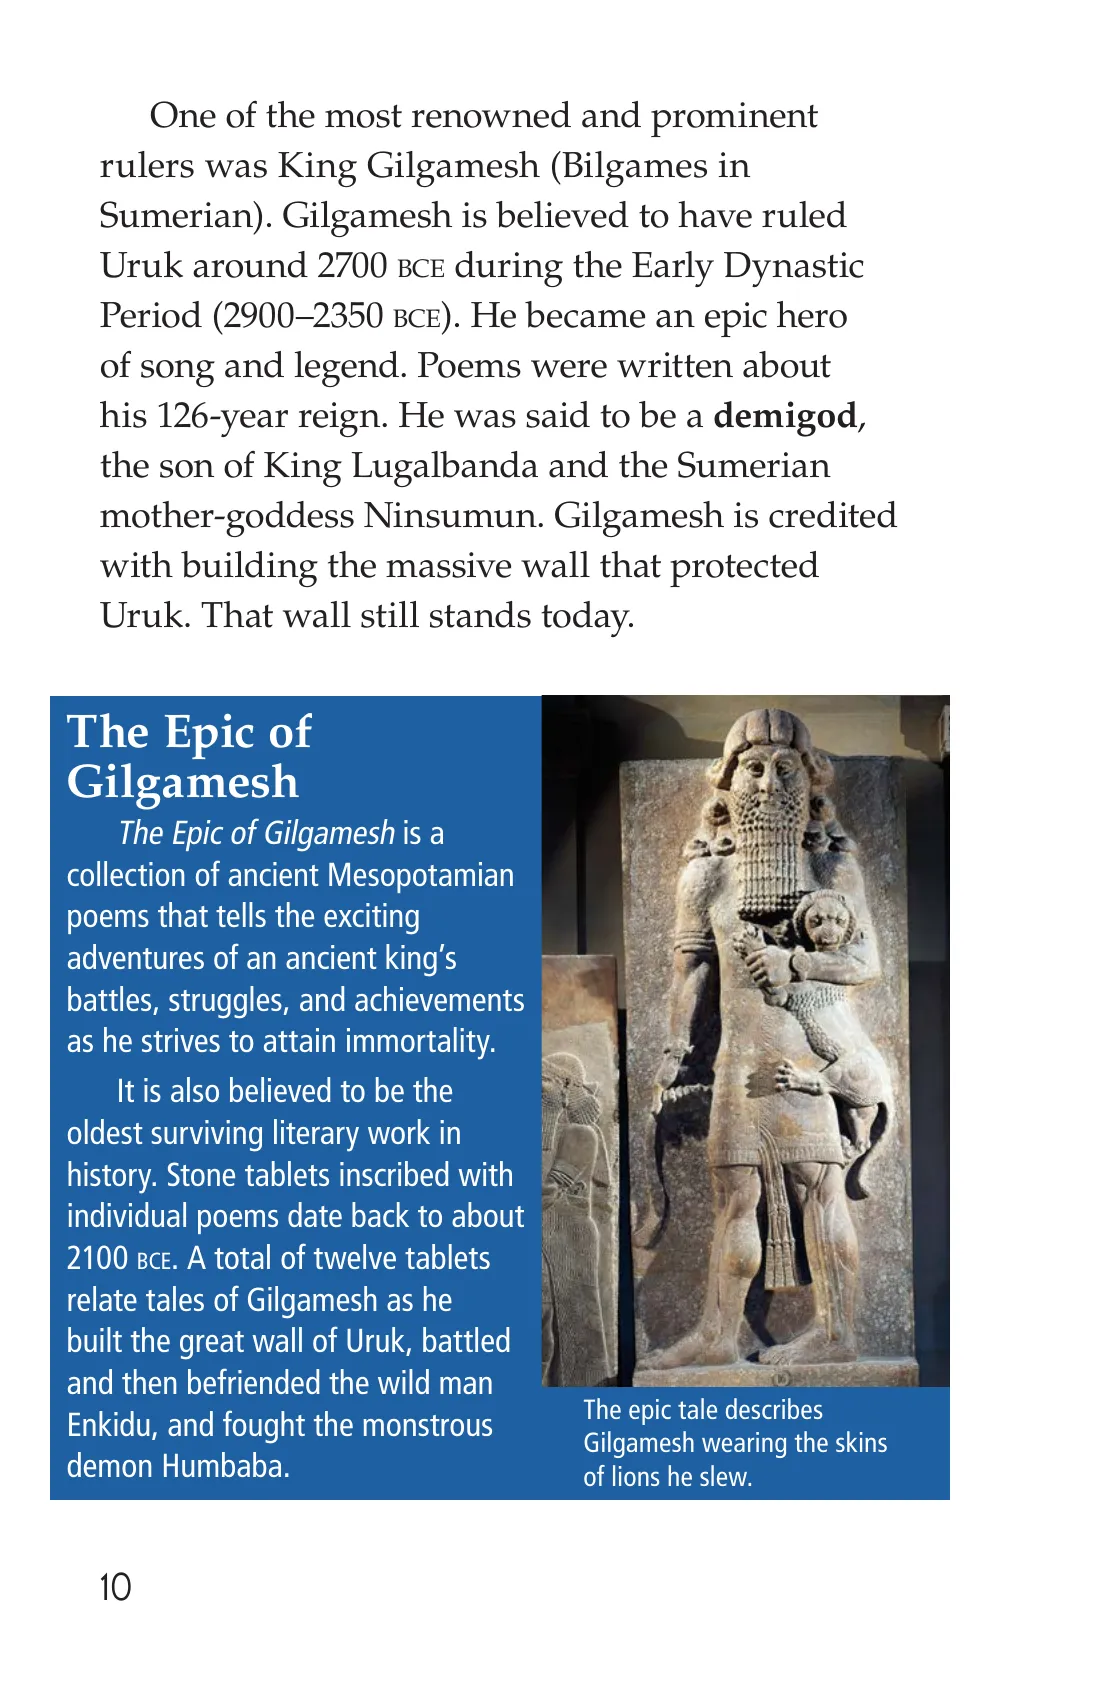 One of the most renowned and prominent
rulers was King Gilgamesh (Bilgames in
Sumerian). Gilgamesh is believed to have ruled
Uruk around 2700 BCE during the Early Dynastic
Period (2900–2350 BCE). He became an epic hero
of song and legend. Poems were written about
his 126-year reign. He was said to be a demigod,
the son of King Lugalbanda and the Sumerian
mother-goddess Ninsumun. Gilgamesh is credited
with building the massive wall that protected
Uruk. That wall still stands today.
The Epic of
Gilgamesh
The Epic of Gilgamesh is a
collection of ancient Mesopotamian
poems that tells the exciting
adventures of an ancient king’s
battles, struggles, and achievements
as he strives to attain immortality.
It is also believed to be the
oldest surviving literary work in
history. Stone tablets inscribed with
individual poems date back to about
2100 BCE. A total of twelve tablets
relate tales of Gilgamesh as he
built the great wall of Uruk, battled
and then befriended the wild man
Enkidu, and fought the monstrous
demon Humbaba.
The epic tale describes
Gilgamesh wearing the skins
of lions he slew.
10